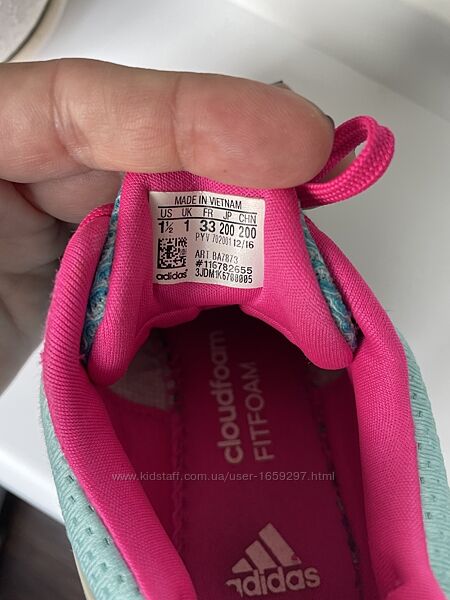 MADE IN VIETNAM
US UK FR JP CHN
1½ 1 33 200 200
PYV 702001 12/16
ART BA7873
#116782655
3JDM1K5700005
adidas
cloudfoam
FITFOAM
www.kidstaff.com.ua/user-1659297.html
adidas